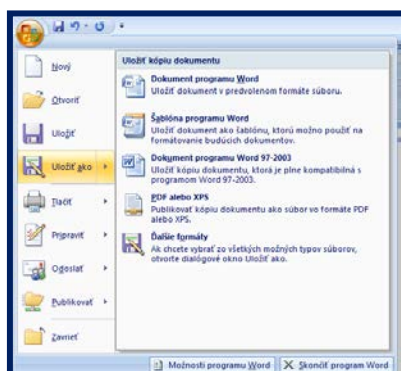 Nový
Otvoriť
Uložiť
Uložiť ako
Tlačiť
Pripraviť
Odoslať
Publikovať
Zavrieť
Uložiť kópiu dokumentu
Dokument programu Word
Uložiť dokument v predvolenom formáte súboru.
Šablóna programu Word
Uložiť dokument ako šablónu, ktorú možno použiť na
formátovanie budúcich dokumentov.
Dokument programu Word 97-2003
Uložiť kópiu dokumentu, ktorá je plne kompatibilná s
programom Word 97-2003.
PDF alebo XPS
Publikovať kópiu dokumentu ako súbor vo formáte PDF
alebo XPS.
Ďalšie formáty
Ak chcete vybrať zo všetkých možných typov súborov,
otvorte dialógové okno Uložiť ako.
Možnosti programu Word
Skončiť program Word